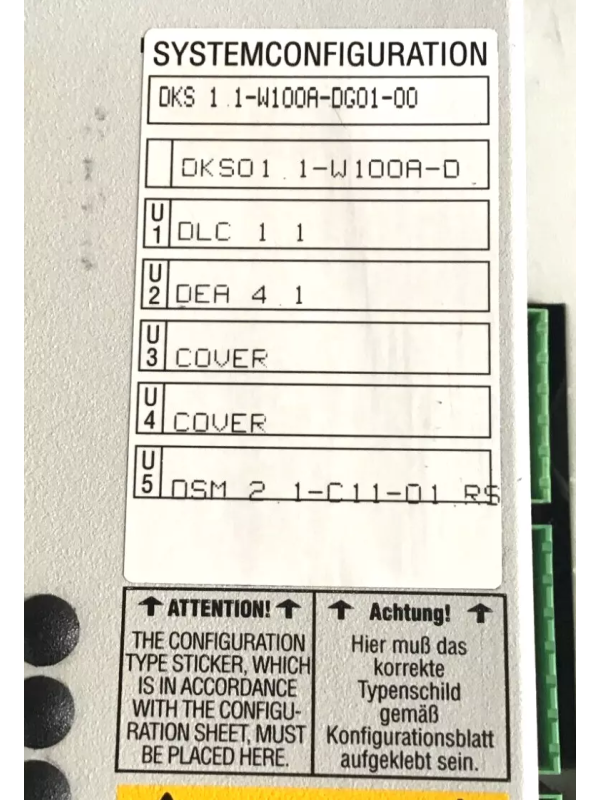 SYSTEMCONFIGURATION
DKS 1.1-W100A-DG01-00
DKS01.1-W100A-D
U1 DLC 1.1
U2 DEA 4.1
U3 COVER
U4 COVER
U5 DSM 2.1-C11-01.RS
ATTENTION!
THE CONFIGURATION
TYPE STICKER, WHICH
IS IN ACCORDANCE
WITH THE CONFIGU-
RATION SHEET, MUST
BE PLACED HERE.
Achtung!
Hier muß das
korrekte
Typenschild
gemäß
Konfigurationsblatt
aufgeklebt sein.